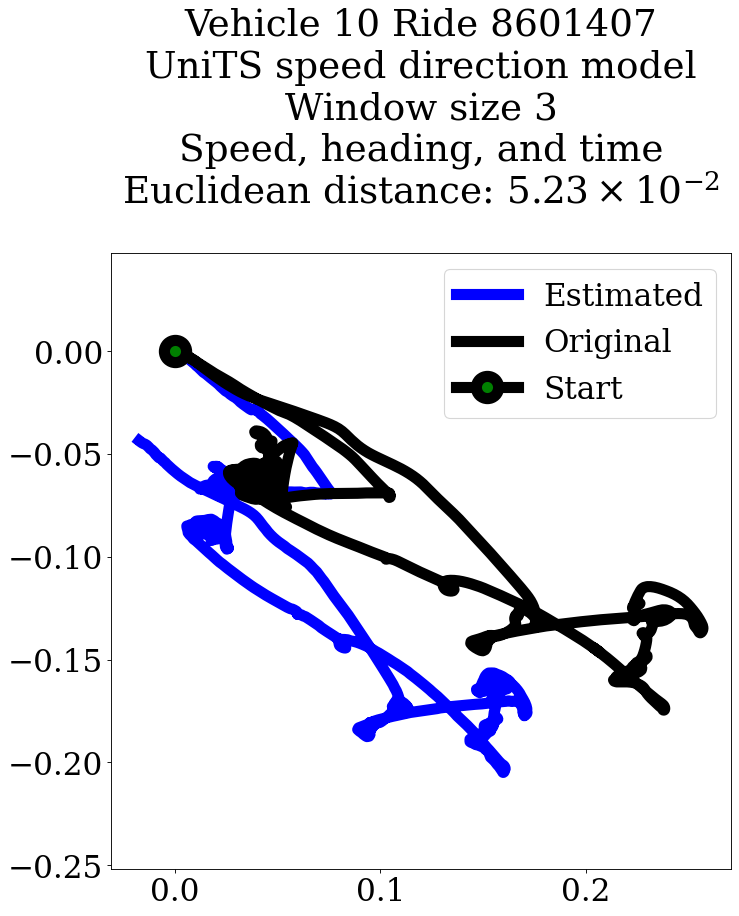 Vehicle 10 Ride 8601407
UniTS speed direction model
Window size 3
Speed, heading, and time
Euclidean distance: 5.23 × 10⁻²
Estimated
Original
Start
0.00
−0.05
−0.10
−0.15
−0.20
−0.25
0.0 0.1 0.2